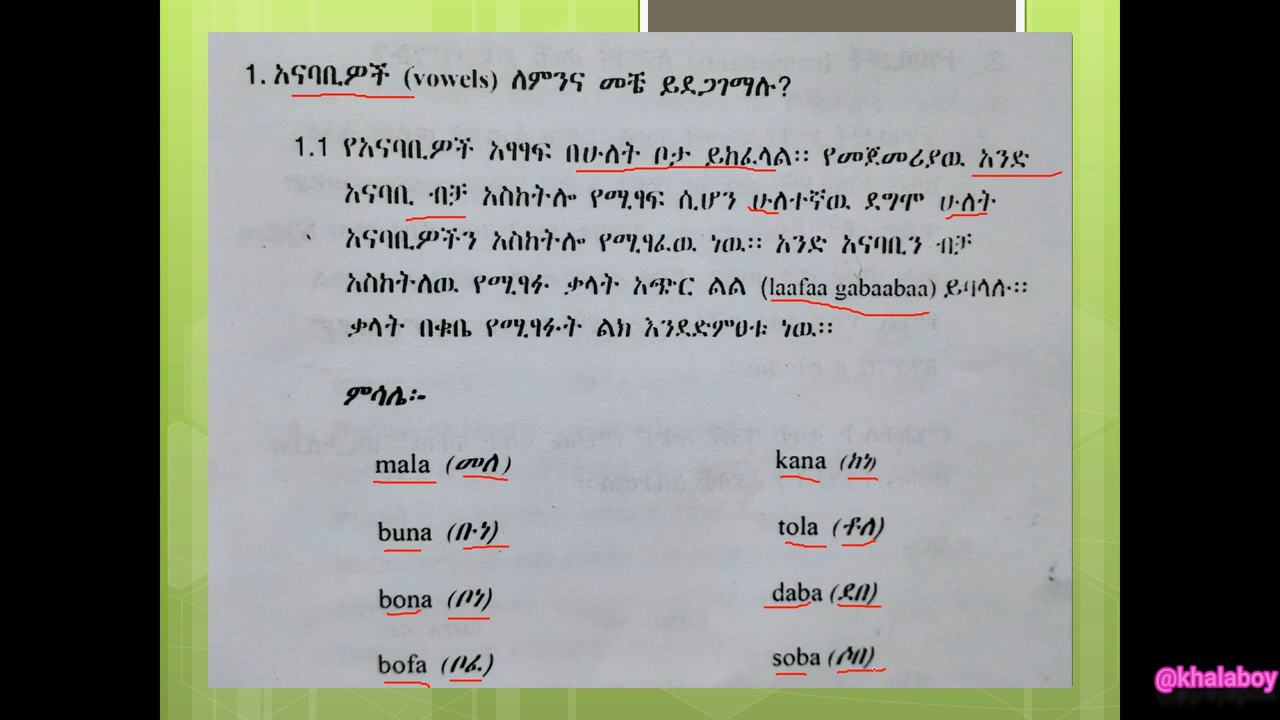 1. አናባቢዎች (vowels) ለምንና መቼ ይደጋገማሉ?
1.1 የአናባቢዎች አፃፃፍ በሁለት ቦታ ይከፈላል። የመጀመሪያዉ አንድ
አናባቢ ብቻ አስከትሎ የሚፃፍ ሲሆን ሁለተኛዉ ደግሞ ሁለት
አናባቢዎችን አስከትሎ የሚፃፈዉ ነዉ። አንድ አናባቢን ብቻ
አስከትለዉ የሚፃፉ ቃላት አጭር ልል (laafaa gabaabaa) ይባላሉ።
ቃላት በቁቤ የሚፃፉት ልክ እንደድምፀቱ ነዉ።
ምሳሌ፦
mala (መለ) kana (ከነ)
buna (ቡነ) tola (ቶለ)
bona (ቦነ) daba (ደበ)
bofa (ቦፈ) soba (ሶበ)
@khalaboy